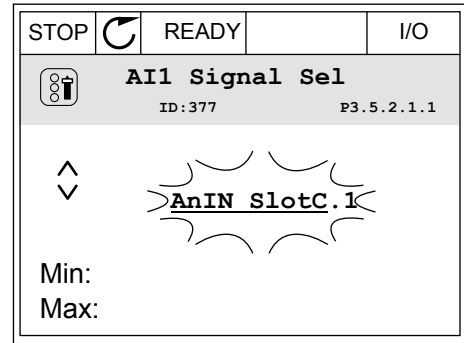 STOP READY I/O
AI1 Signal Sel
ID:377 P3.5.2.1.1
AnIN SlotC.1
Min:
Max: